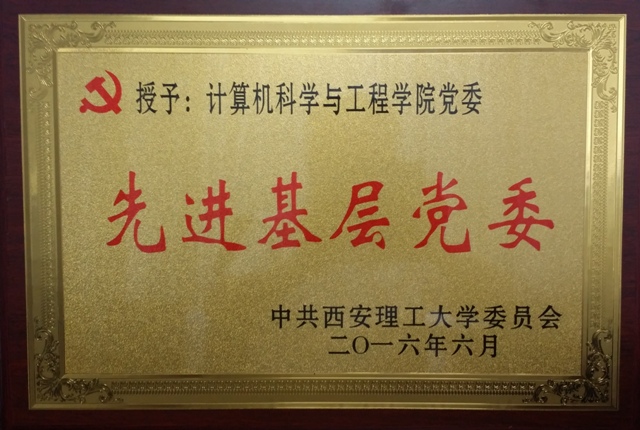 授予：计算机科学与工程学院党委
先进基层党委
中共西安理工大学委员会
二〇一六年六月